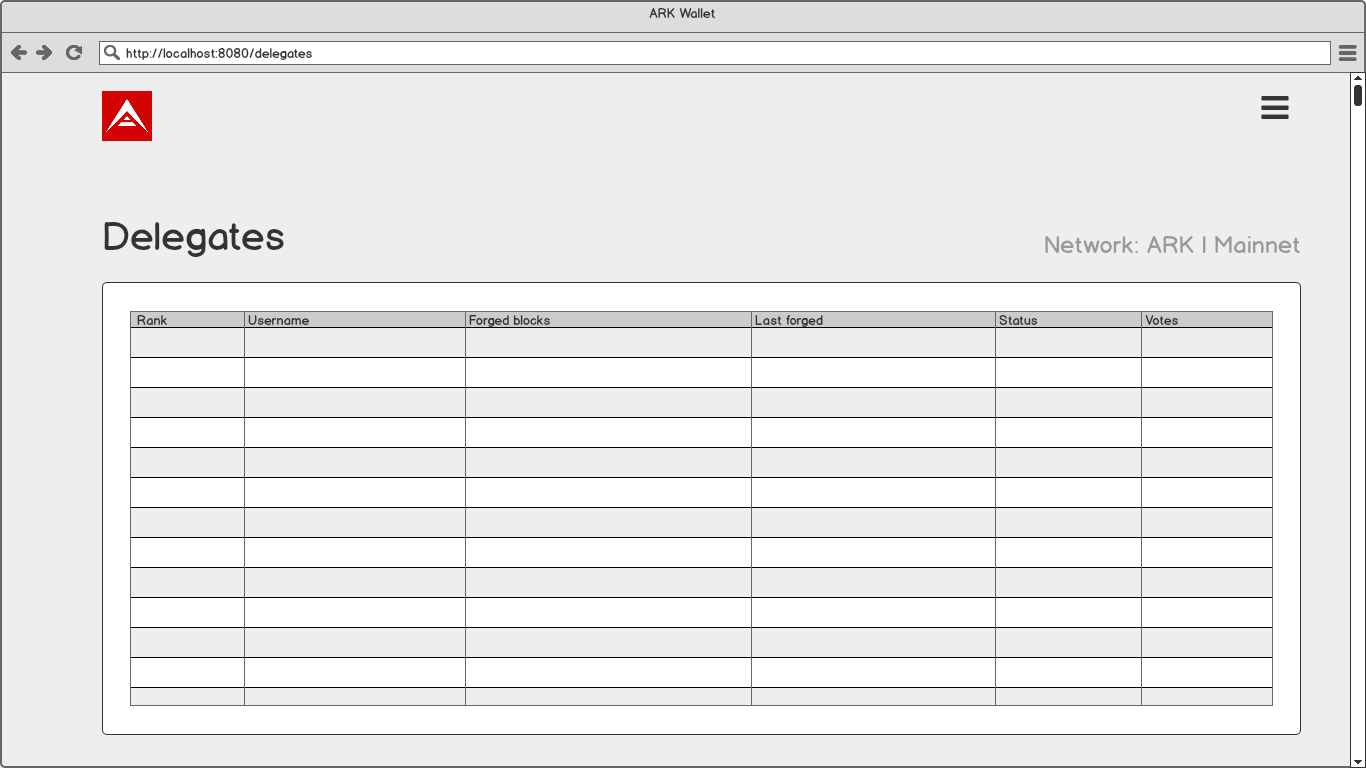 ARK Wallet
http://localhost:8080/delegates
Delegates
Network: ARK | Mainnet
Rank Username Forged blocks Last forged Status Votes